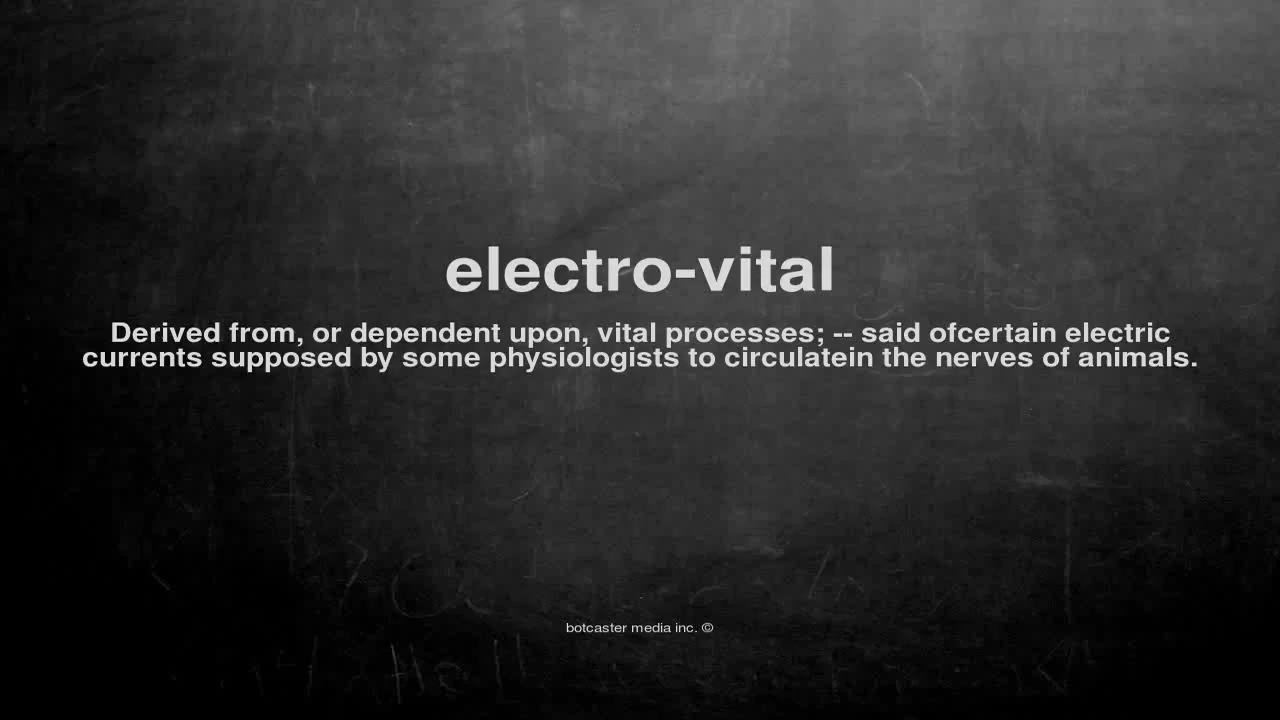 electro-vital
Derived from, or dependent upon, vital processes; -- said ofcertain electric
currents supposed by some physiologists to circulatein the nerves of animals.
botcaster media inc. ©